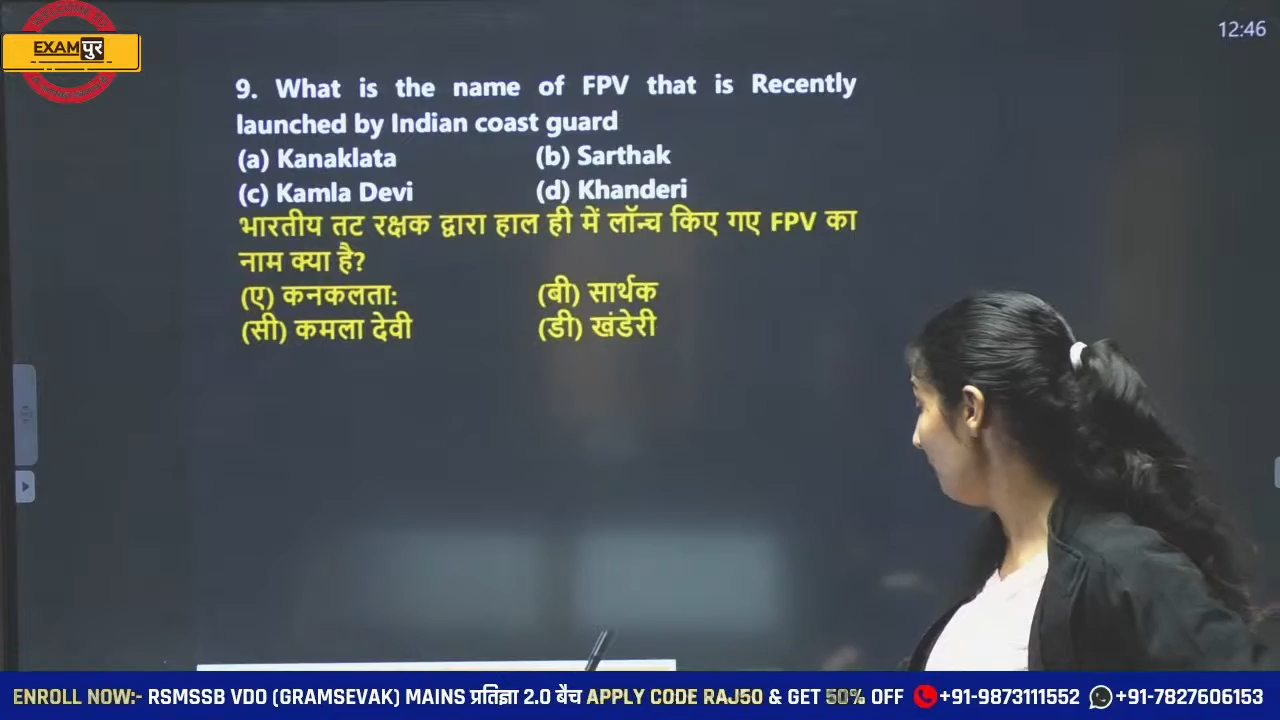 WELCOME TO
EXAMपुर
12:46
9. What is the name of FPV that is Recently
launched by Indian coast guard
(a) Kanaklata (b) Sarthak
(c) Kamla Devi (d) Khanderi
भारतीय तट रक्षक द्वारा हाल ही में लॉन्च किए गए FPV का
नाम क्या है?
(ए) कनकलता: (बी) सार्थक
(सी) कमला देवी (डी) खंडेरी
ENROLL NOW:- RSMSSB VDO (GRAMSEVAK) MAINS प्रतिज्ञा 2.0 बैच APPLY CODE RAJ50 & GET 50% OFF +91-9873111552 +91-7827606153